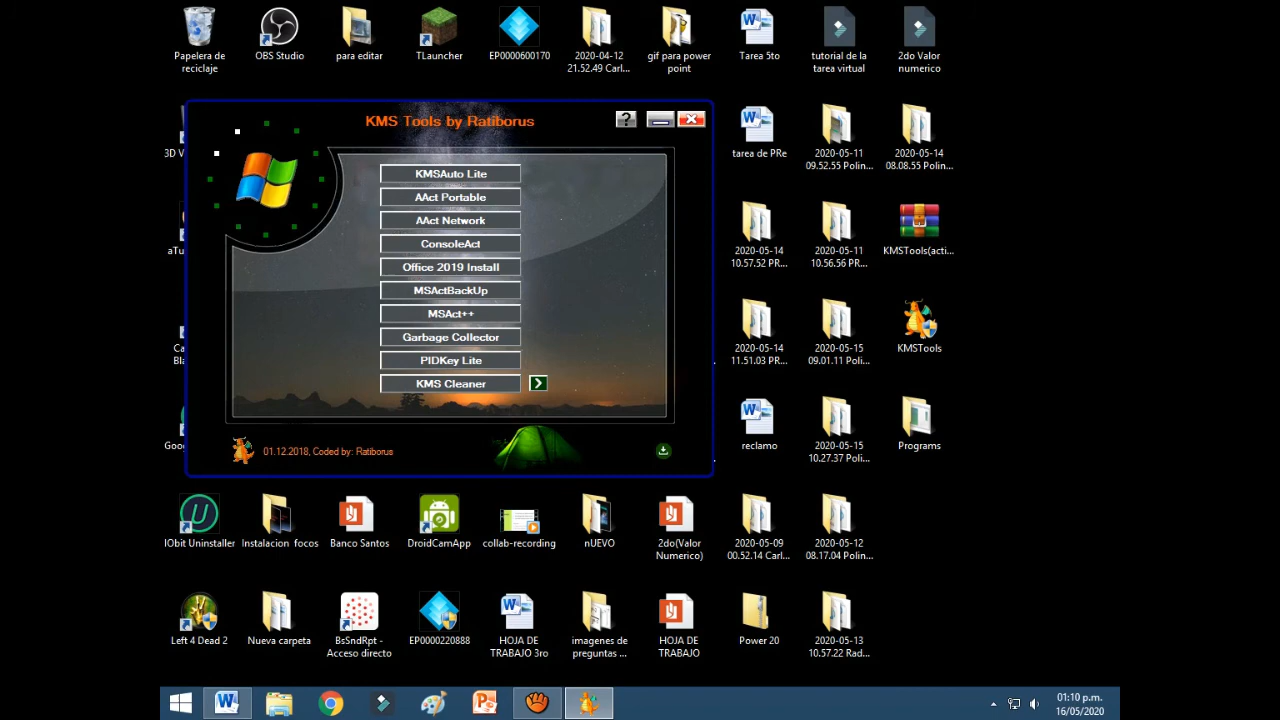 Papelera de
reciclaje
OBS Studio
para editar
TLauncher
EP0000600170
2020-04-12
21.52.49 Carl...
gif para power
point
Tarea 5to
tutorial de la
tarea virtual
2do Valor
numerico
KMS Tools by Ratiborus
?
KMSAuto Lite
AAct Portable
AAct Network
ConsoleAct
Office 2019 Install
MSActBackUp
MSAct++
Garbage Collector
PIDKey Lite
KMS Cleaner
01.12.2018, Coded by: Ratiborus
3D V
tarea de PRe
2020-05-11
09.52.55 Polin...
2020-05-14
08.08.55 Polin...
aTu
2020-05-14
10.57.52 PR...
2020-05-11
10.56.56 PR...
KMSTools(acti...
Ca
Bla
2020-05-14
11.51.03 PR...
2020-05-15
09.01.11 Poli...
KMSTools
Goo
reclamo
2020-05-15
10.27.37 Poli...
Programs
IObit Uninstaller
Instalacion focos
Banco Santos
DroidCamApp
collab-recording
nUEVO
2do(Valor
Numerico)
2020-05-09
00.52.14 Carl...
2020-05-12
08.17.04 Polin...
Left 4 Dead 2
Nueva carpeta
BsSndRpt -
Acceso directo
EP0000220888
HOJA DE
TRABAJO 3ro
imagenes de
preguntas ...
HOJA DE
TRABAJO
Power 20
2020-05-13
10.57.22 Rad...
01:10 p.m.
16/05/2020